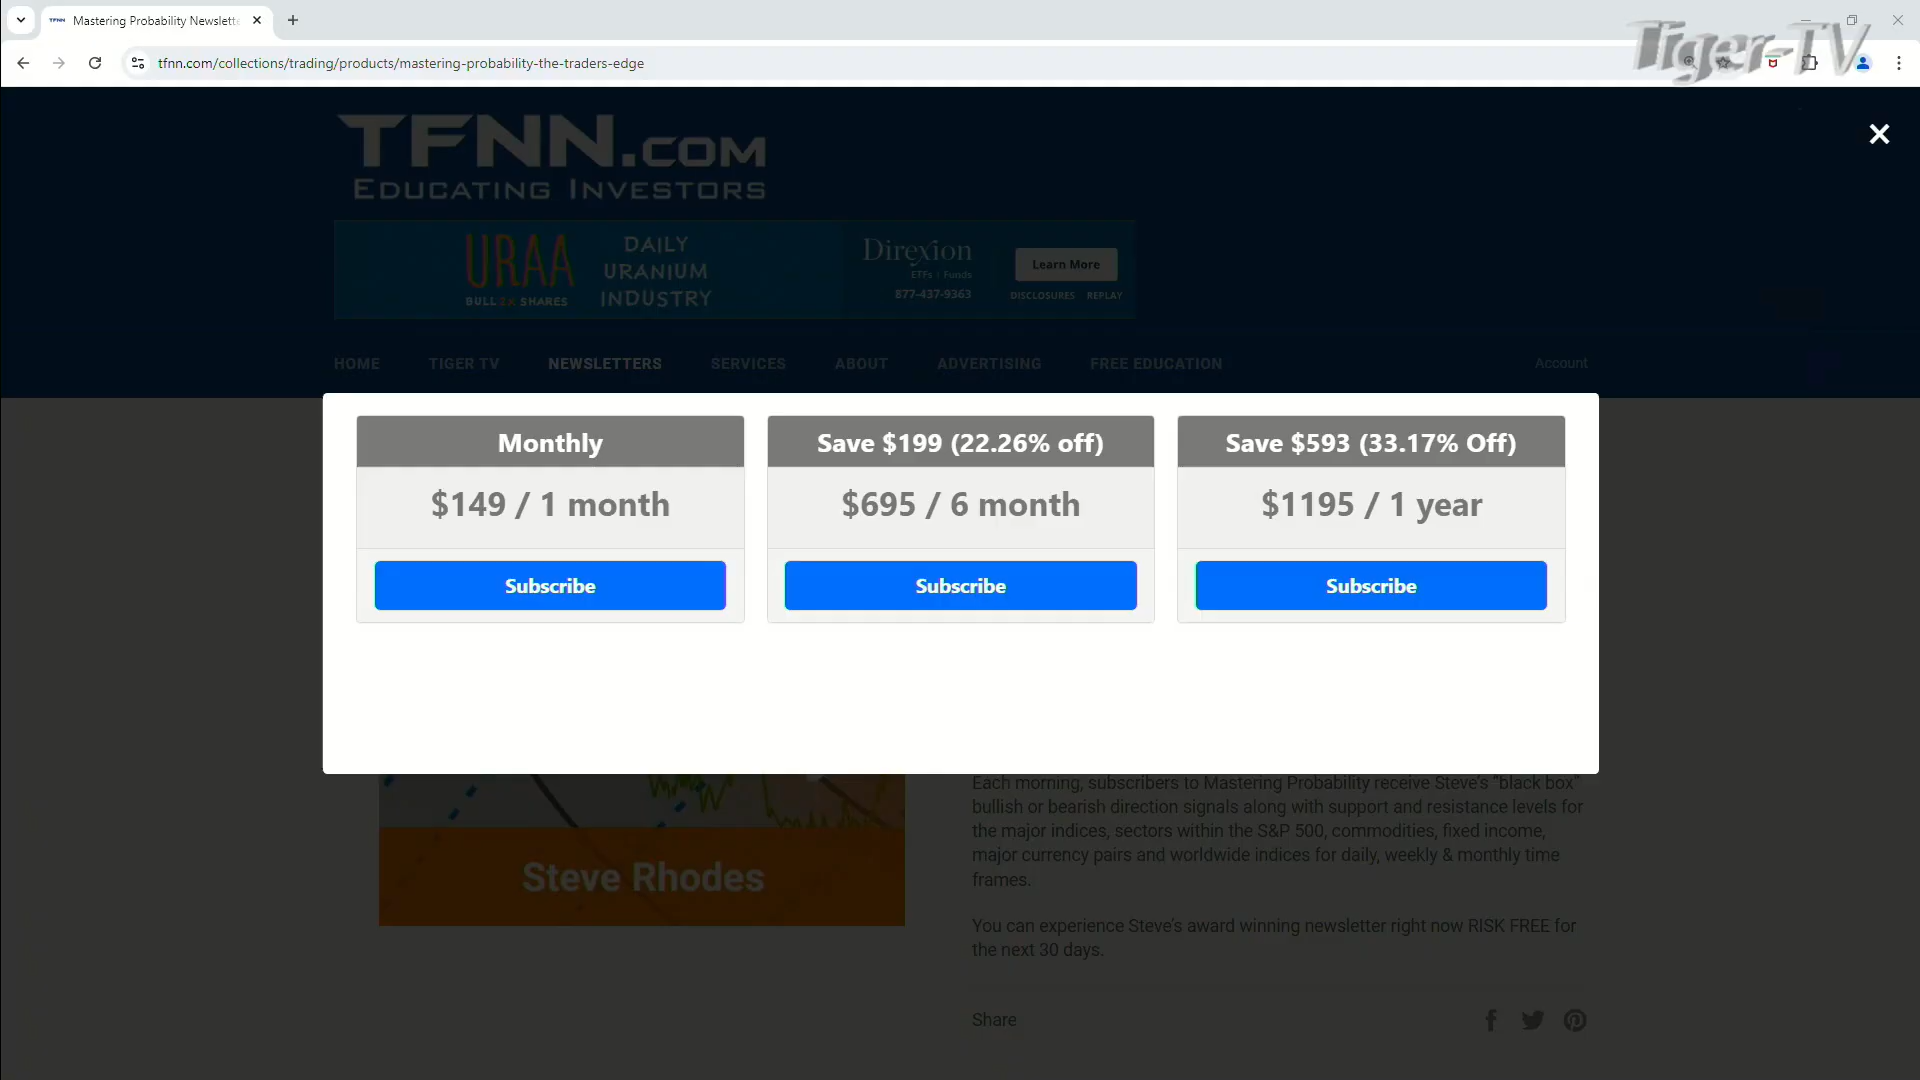 TFNN Mastering Probability Newslette
tfnn.com/collections/trading/products/mastering-probability-the-traders-edge
Tiger-TV
TFNN.COM
EDUCATING INVESTORS
URAA
BULL 2X SHARES
DAILY
URANIUM
INDUSTRY
Direxion
ETFs + Funds
877-437-9363
Learn More
DISCLOSURES REPLAY
HOME TIGER TV NEWSLETTERS SERVICES ABOUT ADVERTISING FREE EDUCATION Account
Monthly
$149 / 1 month
Subscribe
Save $199 (22.26% off)
$695 / 6 month
Subscribe
Save $593 (33.17% Off)
$1195 / 1 year
Subscribe
Steve Rhodes
Each morning, subscribers to Mastering Probability receive Steve's "black box"
bullish or bearish direction signals along with support and resistance levels for
the major indices, sectors within the S&P 500, commodities, fixed income,
major currency pairs and worldwide indices for daily, weekly & monthly time
frames.
You can experience Steve's award winning newsletter right now RISK FREE for
the next 30 days.
Share